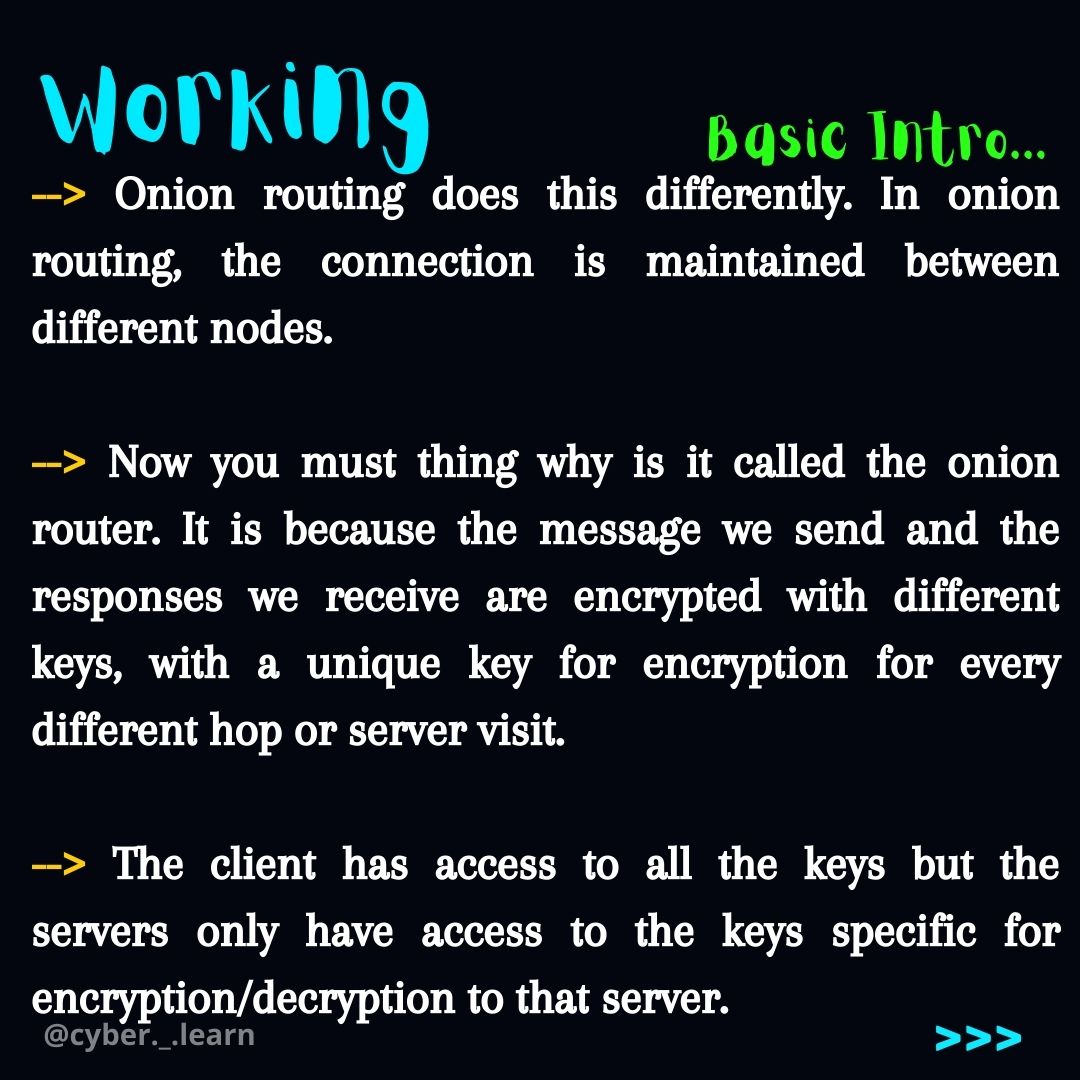 Working
Basic Intro...
--> Onion routing does this differently. In onion
routing, the connection is maintained between
different nodes.
--> Now you must thing why is it called the onion
router. It is because the message we send and the
responses we receive are encrypted with different
keys, with a unique key for encryption for every
different hop or server visit.
--> The client has access to all the keys but the
servers only have access to the keys specific for
encryption/decryption to that server.
@cyber._.learn
>>>